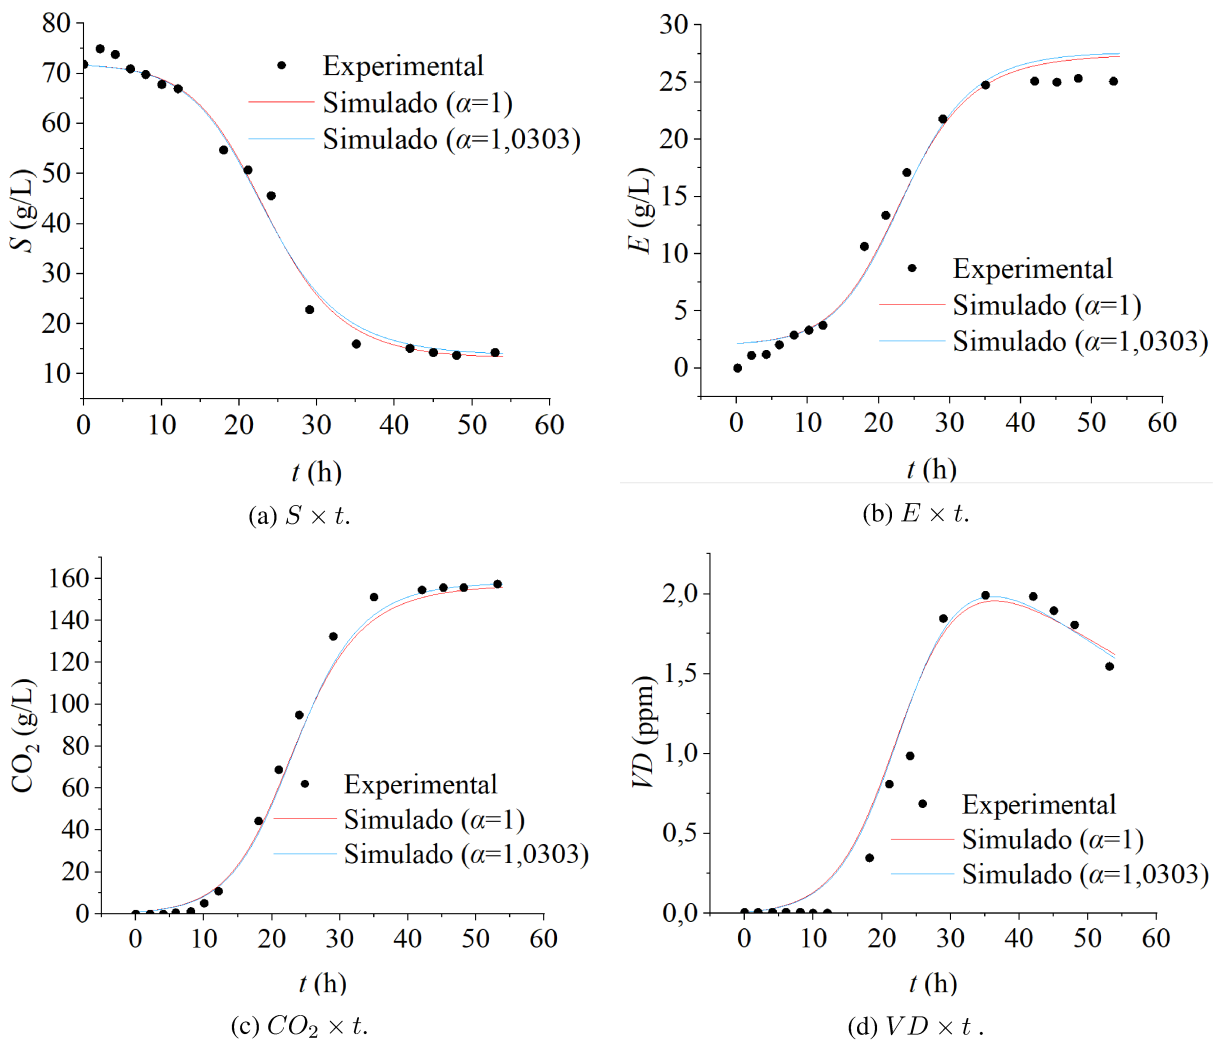 80
70
60
50
40
30
20
10
S (g/L)
Experimental
Simulado (α=1)
Simulado (α=1,0303)
0 10 20 30 40 50 60
t (h)
(a) S × t.
30
25
20
15
10
5
0
E (g/L)
Experimental
Simulado (α=1)
Simulado (α=1,0303)
0 10 20 30 40 50 60
t (h)
(b) E × t.
160
140
120
100
80
60
40
20
0
CO₂ (g/L)
Experimental
Simulado (α=1)
Simulado (α=1,0303)
0 10 20 30 40 50 60
t (h)
(c) CO₂ × t.
2,0
1,5
1,0
0,5
0,0
VD (ppm)
Experimental
Simulado (α=1)
Simulado (α=1,0303)
0 10 20 30 40 50 60
t (h)
(d) VD × t .